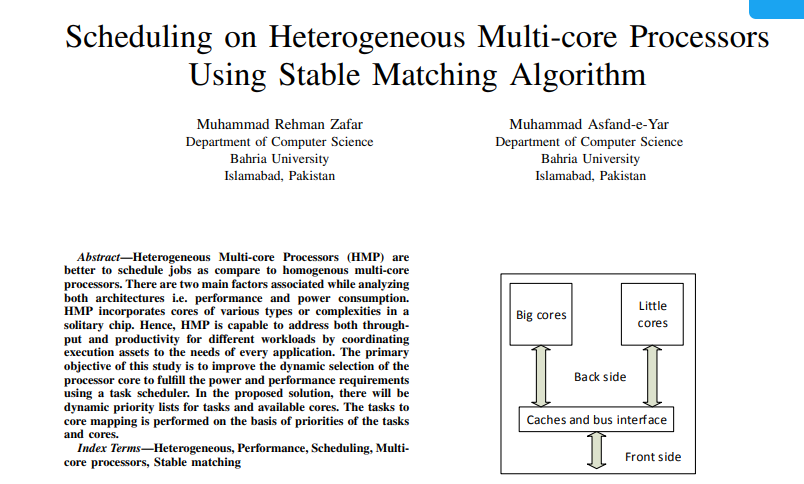 Scheduling on Heterogeneous Multi-core Processors
Using Stable Matching Algorithm
Muhammad Rehman Zafar
Department of Computer Science
Bahria University
Islamabad, Pakistan
Muhammad Asfand-e-Yar
Department of Computer Science
Bahria University
Islamabad, Pakistan
Abstract—Heterogeneous Multi-core Processors (HMP) are
better to schedule jobs as compare to homogenous multi-core
processors. There are two main factors associated while analyzing
both architectures i.e. performance and power consumption.
HMP incorporates cores of various types or complexities in a
solitary chip. Hence, HMP is capable to address both through-
put and productivity for different workloads by coordinating
execution assets to the needs of every application. The primary
objective of this study is to improve the dynamic selection of the
processor core to fulfill the power and performance requirements
using a task scheduler. In the proposed solution, there will be
dynamic priority lists for tasks and available cores. The tasks to
core mapping is performed on the basis of priorities of the tasks
and cores.
Index Terms—Heterogeneous, Performance, Scheduling, Multi-
core processors, Stable matching
Big cores
Little
cores
Back side
Caches and bus interface
Front side